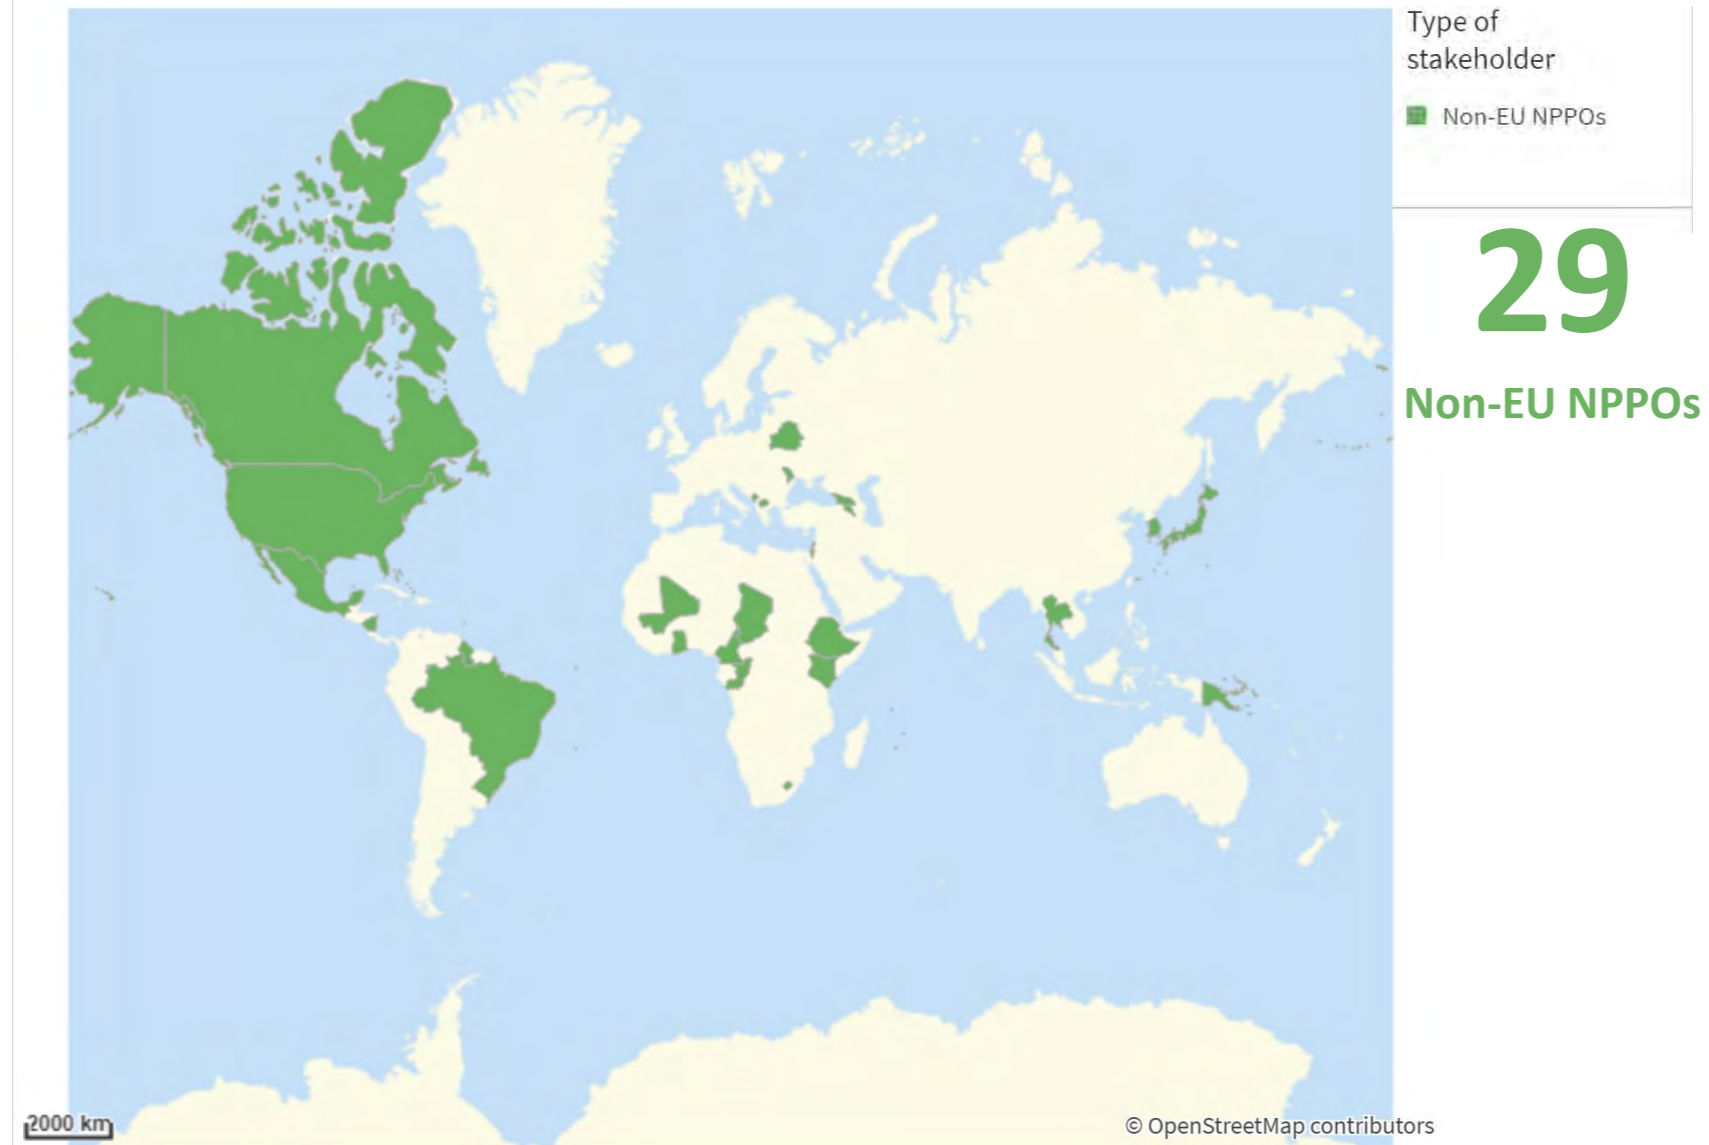 Type of
stakeholder
Non-EU NPPOs
29
Non-EU NPPOs
2000 km
© OpenStreetMap contributors